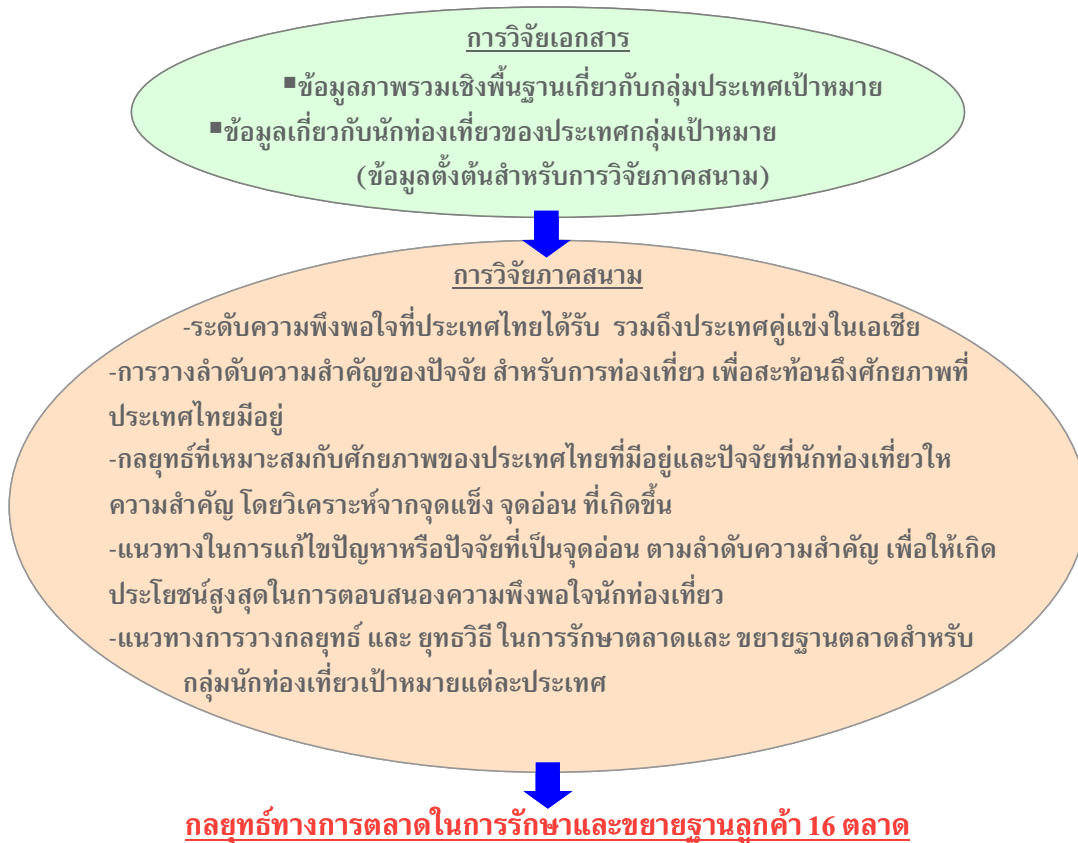 การวิจัยเอกสาร
▪ข้อมูลภาพรวมเชิงพื้นฐานเกี่ยวกับกลุ่มประเทศเป้าหมาย
▪ข้อมูลเกี่ยวกับนักท่องเที่ยวของประเทศกลุ่มเป้าหมาย
(ข้อมูลตั้งต้นสำหรับการวิจัยภาคสนาม)
การวิจัยภาคสนาม
-ระดับความพึงพอใจที่ประเทศไทยได้รับ รวมถึงประเทศคู่แข่งในเอเชีย
-การวางลำดับความสำคัญของปัจจัย สำหรับการท่องเที่ยว เพื่อสะท้อนถึงศักยภาพที่
ประเทศไทยมีอยู่
-กลยุทธ์ที่เหมาะสมกับศักยภาพของประเทศไทยที่มีอยู่และปัจจัยที่นักท่องเที่ยวให
ความสำคัญ โดยวิเคราะห์จากจุดแข็ง จุดอ่อน ที่เกิดขึ้น
-แนวทางในการแก้ไขปัญหาหรือปัจจัยที่เป็นจุดอ่อน ตามลำดับความสำคัญ เพื่อให้เกิด
ประโยชน์สูงสุดในการตอบสนองความพึงพอใจนักท่องเที่ยว
-แนวทางการวางกลยุทธ์ และ ยุทธวิธี ในการรักษาตลาดและ ขยายฐานตลาดสำหรับ
กลุ่มนักท่องเที่ยวเป้าหมายแต่ละประเทศ
กลยุทธ์ทางการตลาดในการรักษาและขยายฐานลูกค้า 16 ตลาด